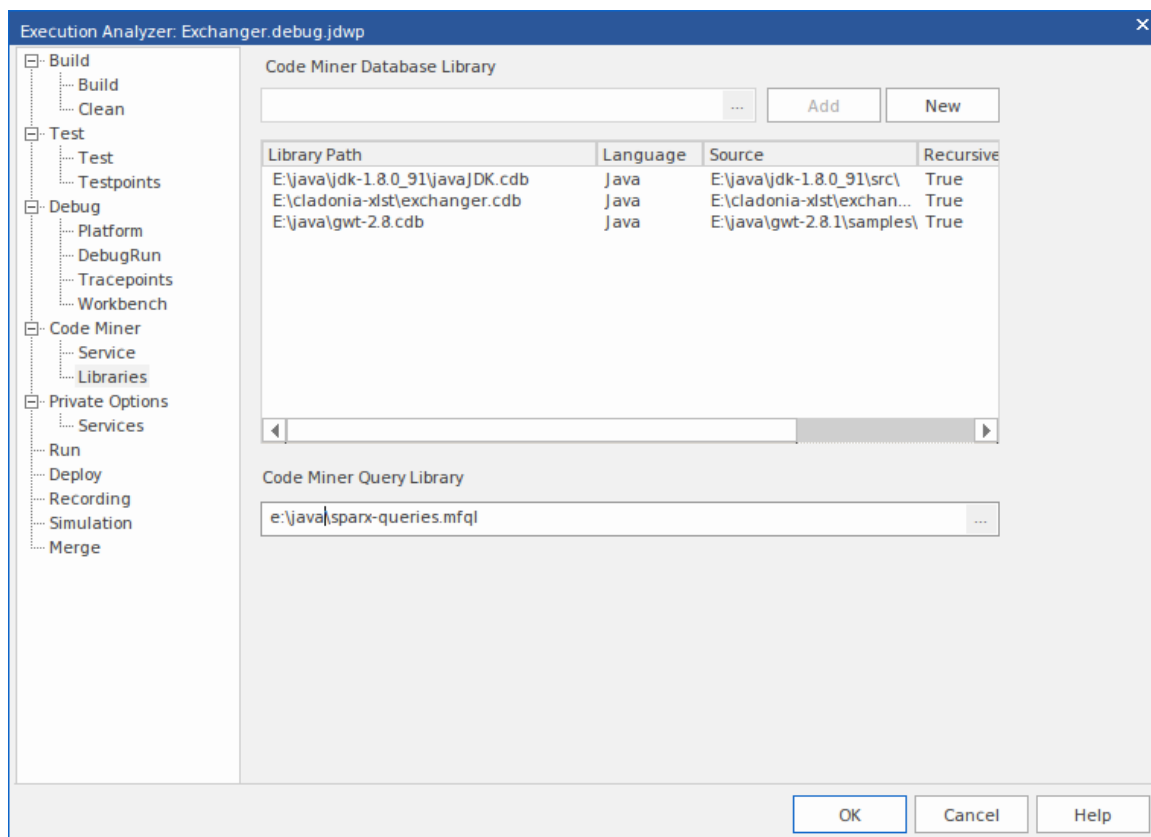 Execution Analyzer: Exchanger.debug.jdwp
Build
Build
Clean
Test
Test
Testpoints
Debug
Platform
DebugRun
Tracepoints
Workbench
Code Miner
Service
Libraries
Private Options
Services
Run
Deploy
Recording
Simulation
Merge
Code Miner Database Library
... Add New
Library Path Language Source Recursive
E:\java\jdk-1.8.0_91\javaJDK.cdb Java E:\java\jdk-1.8.0_91\src\ True
E:\cladonia-xlst\exchanger.cdb Java E:\cladonia-xlst\exchan... True
E:\java\gwt-2.8.cdb Java E:\java\gwt-2.8.1\samples\ True
Code Miner Query Library
e:\java\sparx-queries.mfql ...
OK Cancel Help